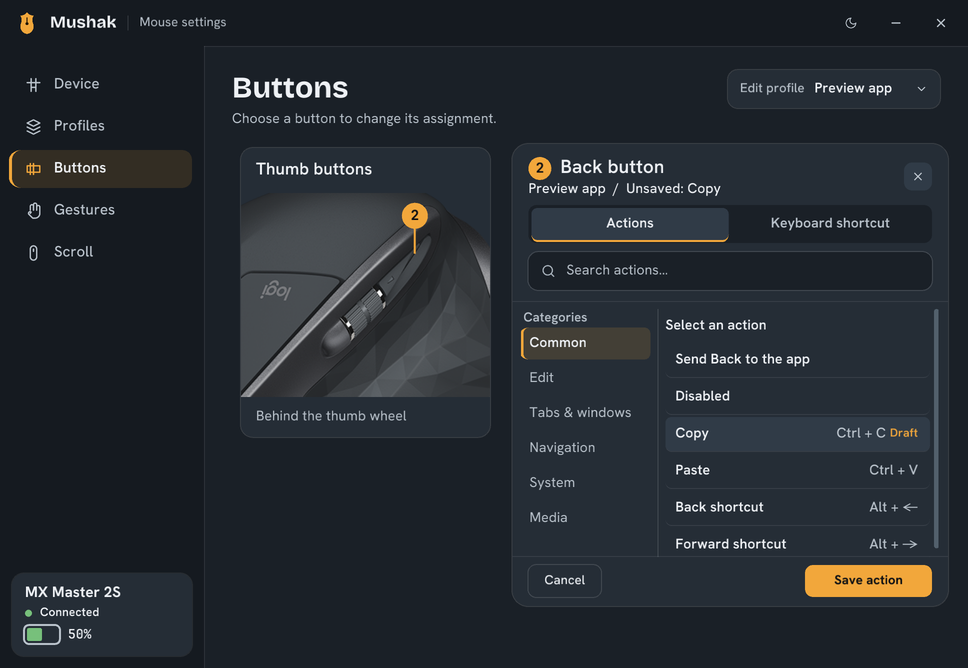 Mushak | Mouse settings
Device
Profiles
Buttons
Gestures
Scroll
MX Master 2S
Connected
50%
Buttons
Choose a button to change its assignment.
Edit profile Preview app
Thumb buttons
2
logi
Behind the thumb wheel
2 Back button
Preview app / Unsaved: Copy
Actions Keyboard shortcut
Search actions...
Categories
Common
Edit
Tabs & windows
Navigation
System
Media
Select an action
Send Back to the app
Disabled
Copy Ctrl + C Draft
Paste Ctrl + V
Back shortcut Alt + ←
Forward shortcut Alt + →
Cancel Save action